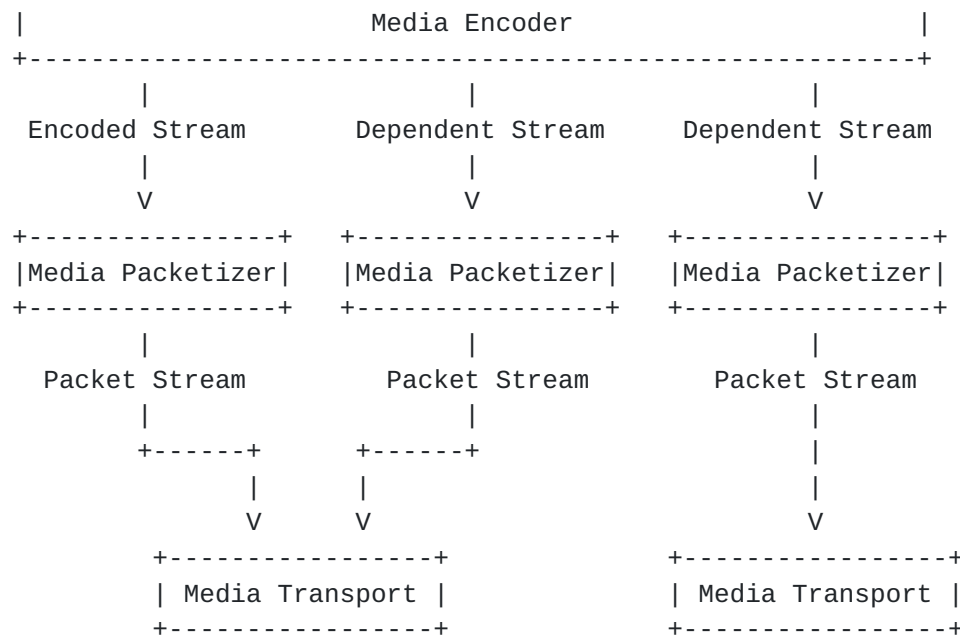 |                      Media Encoder                      |
+---------------------------------------------------------+
        |                    |                     |
 Encoded Stream       Dependent Stream     Dependent Stream
        |                    |                     |
        V                    V                     V
+----------------+   +----------------+   +----------------+
|Media Packetizer|   |Media Packetizer|   |Media Packetizer|
+----------------+   +----------------+   +----------------+
        |                    |                     |
  Packet Stream         Packet Stream        Packet Stream
        |                    |                     |
        +------+      +------+                     |
               |      |                            |
               V      V                            V
         +-----------------+              +-----------------+
         | Media Transport |              | Media Transport |
         +-----------------+              +-----------------+